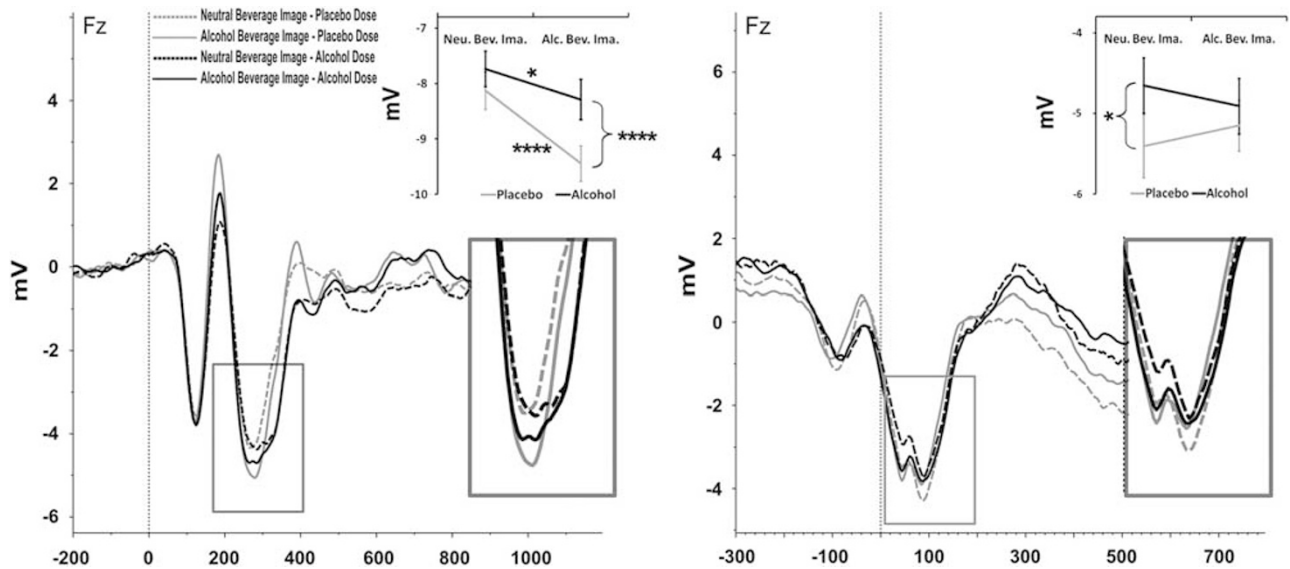 Fz
Neutral Beverage Image - Placebo Dose
Alcohol Beverage Image - Placebo Dose
Neutral Beverage Image - Alcohol Dose
Alcohol Beverage Image - Alcohol Dose
4
2
0
-2
-4
-6
mV
-200 0 200 400 600 800 1000
-7
-8
-9
-10
mV
Neu. Bev. Ima. Alc. Bev. Ima.
*
****
****
Placebo Alcohol
Fz
6
4
2
0
-2
-4
mV
-300 -100 100 300 500 700
-4
-5
-6
mV
Neu. Bev. Ima. Alc. Bev. Ima.
*
Placebo Alcohol